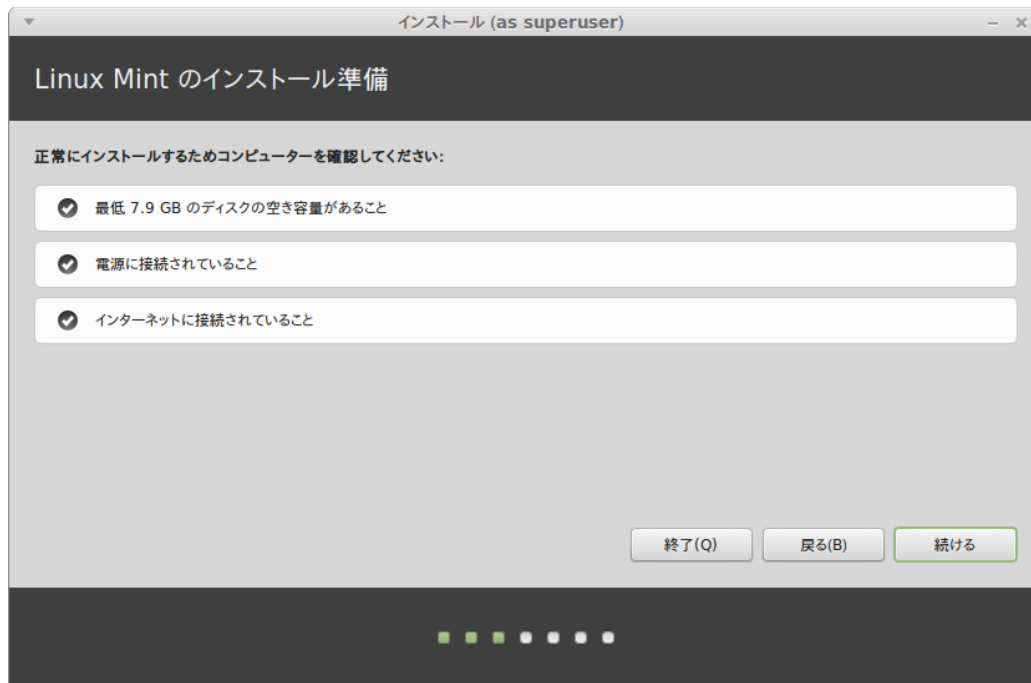 インストール (as superuser)
Linux Mint のインストール準備
正常にインストールするためコンピューターを確認してください:
最低 7.9 GB のディスクの空き容量があること
電源に接続されていること
インターネットに接続されていること
終了(Q)
戻る(B)
続ける